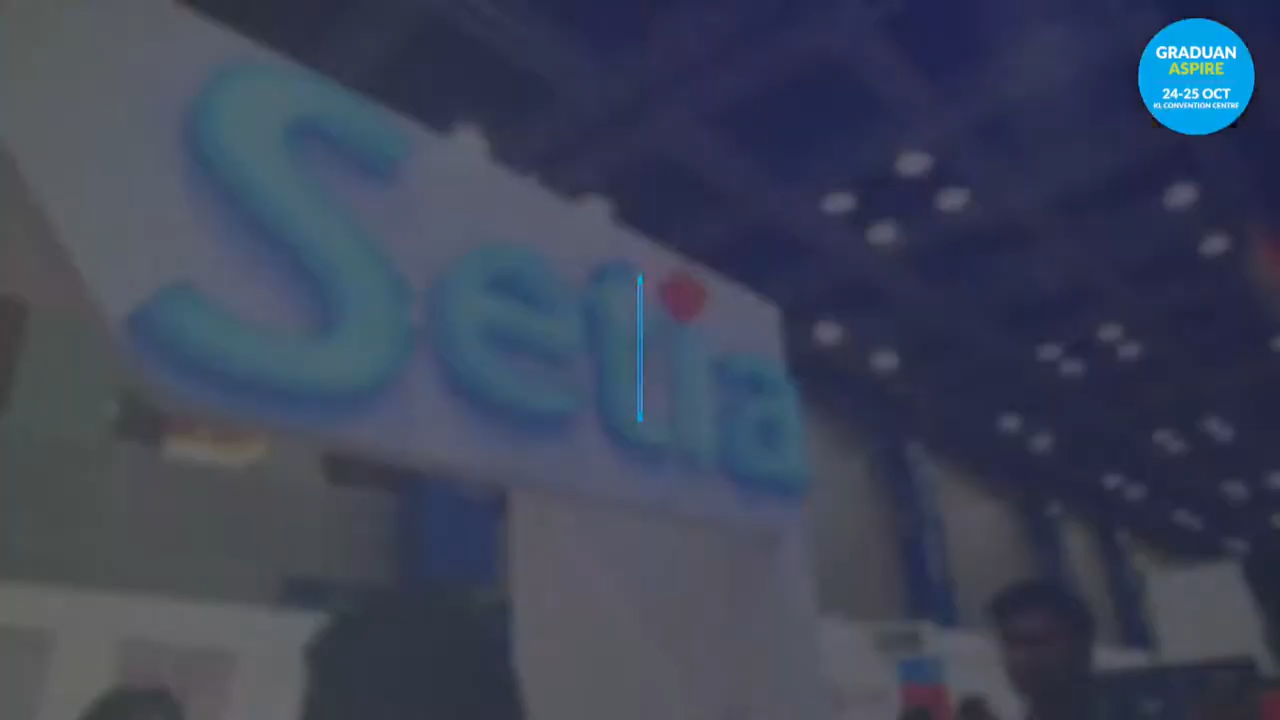 GRADUAN
ASPIRE
24-25 OCT
KL CONVENTION CENTRE
Setia